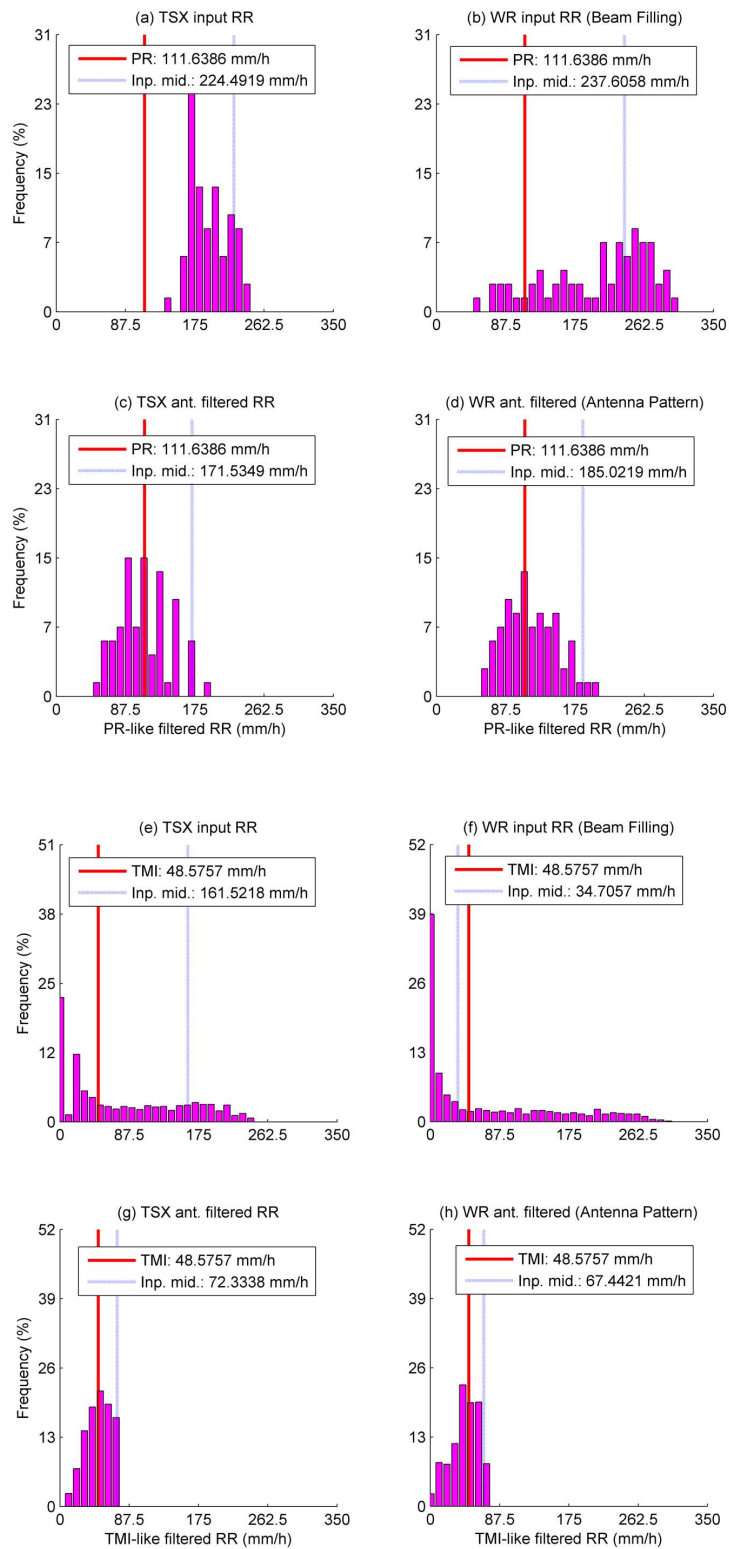 (a) TSX input RR
31
PR: 111.6386 mm/h
Inp. mid.: 224.4919 mm/h
23
15
7
0
Frequency (%)
0 87.5 175 262.5 350
(b) WR input RR (Beam Filling)
31
PR: 111.6386 mm/h
Inp. mid.: 237.6058 mm/h
23
15
7
0
0 87.5 175 262.5 350
(c) TSX ant. filtered RR
31
PR: 111.6386 mm/h
Inp. mid.: 171.5349 mm/h
23
15
7
0
Frequency (%)
0 87.5 175 262.5 350
PR-like filtered RR (mm/h)
(d) WR ant. filtered (Antenna Pattern)
31
PR: 111.6386 mm/h
Inp. mid.: 185.0219 mm/h
23
15
7
0
0 87.5 175 262.5 350
PR-like filtered RR (mm/h)
(e) TSX input RR
51
TMI: 48.5757 mm/h
Inp. mid.: 161.5218 mm/h
38
25
12
0
Frequency (%)
0 87.5 175 262.5 350
(f) WR input RR (Beam Filling)
52
TMI: 48.5757 mm/h
Inp. mid.: 34.7057 mm/h
39
26
13
0
0 87.5 175 262.5 350
(g) TSX ant. filtered RR
52
TMI: 48.5757 mm/h
Inp. mid.: 72.3338 mm/h
39
26
13
0
Frequency (%)
0 87.5 175 262.5 350
TMI-like filtered RR (mm/h)
(h) WR ant. filtered (Antenna Pattern)
52
TMI: 48.5757 mm/h
Inp. mid.: 67.4421 mm/h
39
26
13
0
0 87.5 175 262.5 350
TMI-like filtered RR (mm/h)